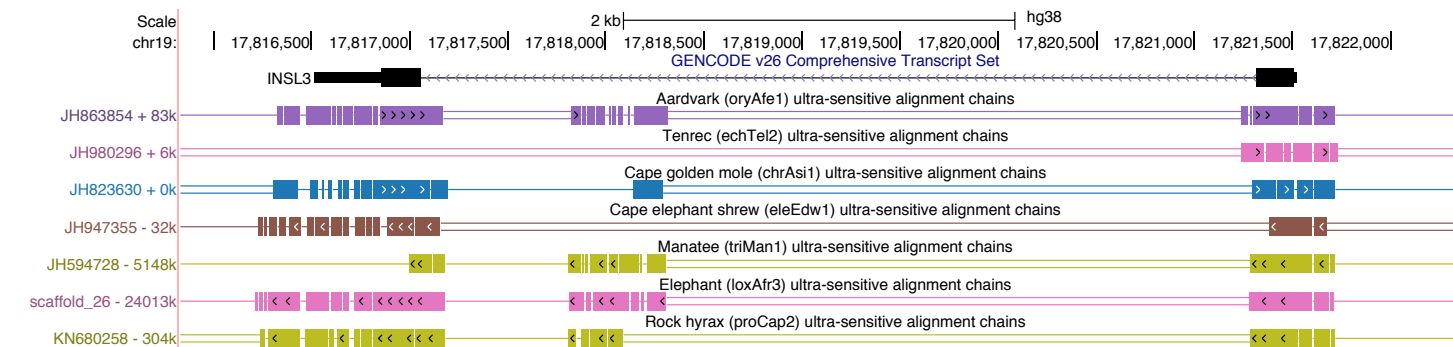 Scale 2 kb hg38
chr19: 17,816,500 17,817,000 17,817,500 17,818,000 17,818,500 17,819,000 17,819,500 17,820,000 17,820,500 17,821,000 17,821,500 17,822,000
GENCODE v26 Comprehensive Transcript Set
INSL3
Aardvark (oryAfe1) ultra-sensitive alignment chains
JH863854 + 83k
Tenrec (echTel2) ultra-sensitive alignment chains
JH980296 + 6k
Cape golden mole (chrAsi1) ultra-sensitive alignment chains
JH823630 + 0k
Cape elephant shrew (eleEdw1) ultra-sensitive alignment chains
JH947355 - 32k
Manatee (triMan1) ultra-sensitive alignment chains
JH594728 - 5148k
Elephant (loxAfr3) ultra-sensitive alignment chains
scaffold_26 - 24013k
Rock hyrax (proCap2) ultra-sensitive alignment chains
KN680258 - 304k